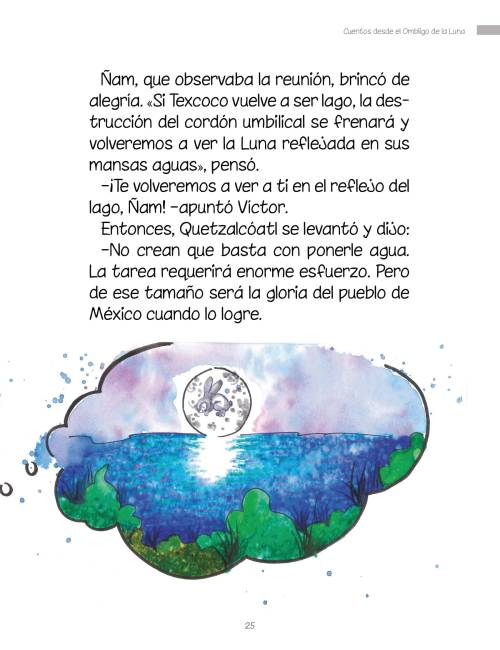 Cuentos desde el Ombligo de la Luna
Ñam, que observaba la reunión, brincó de
alegría. «Si Texcoco vuelve a ser lago, la des-
trucción del cordón umbilical se frenará y
volveremos a ver la Luna reflejada en sus
mansas aguas», pensó.
–¡Te volveremos a ver a ti en el reflejo del
lago, Ñam! –apuntó Victor.
Entonces, Quetzalcóatl se levantó y dijo:
–No crean que basta con ponerle agua.
La tarea requerirá enorme esfuerzo. Pero
de ese tamaño será la gloria del pueblo de
México cuando lo logre.
25